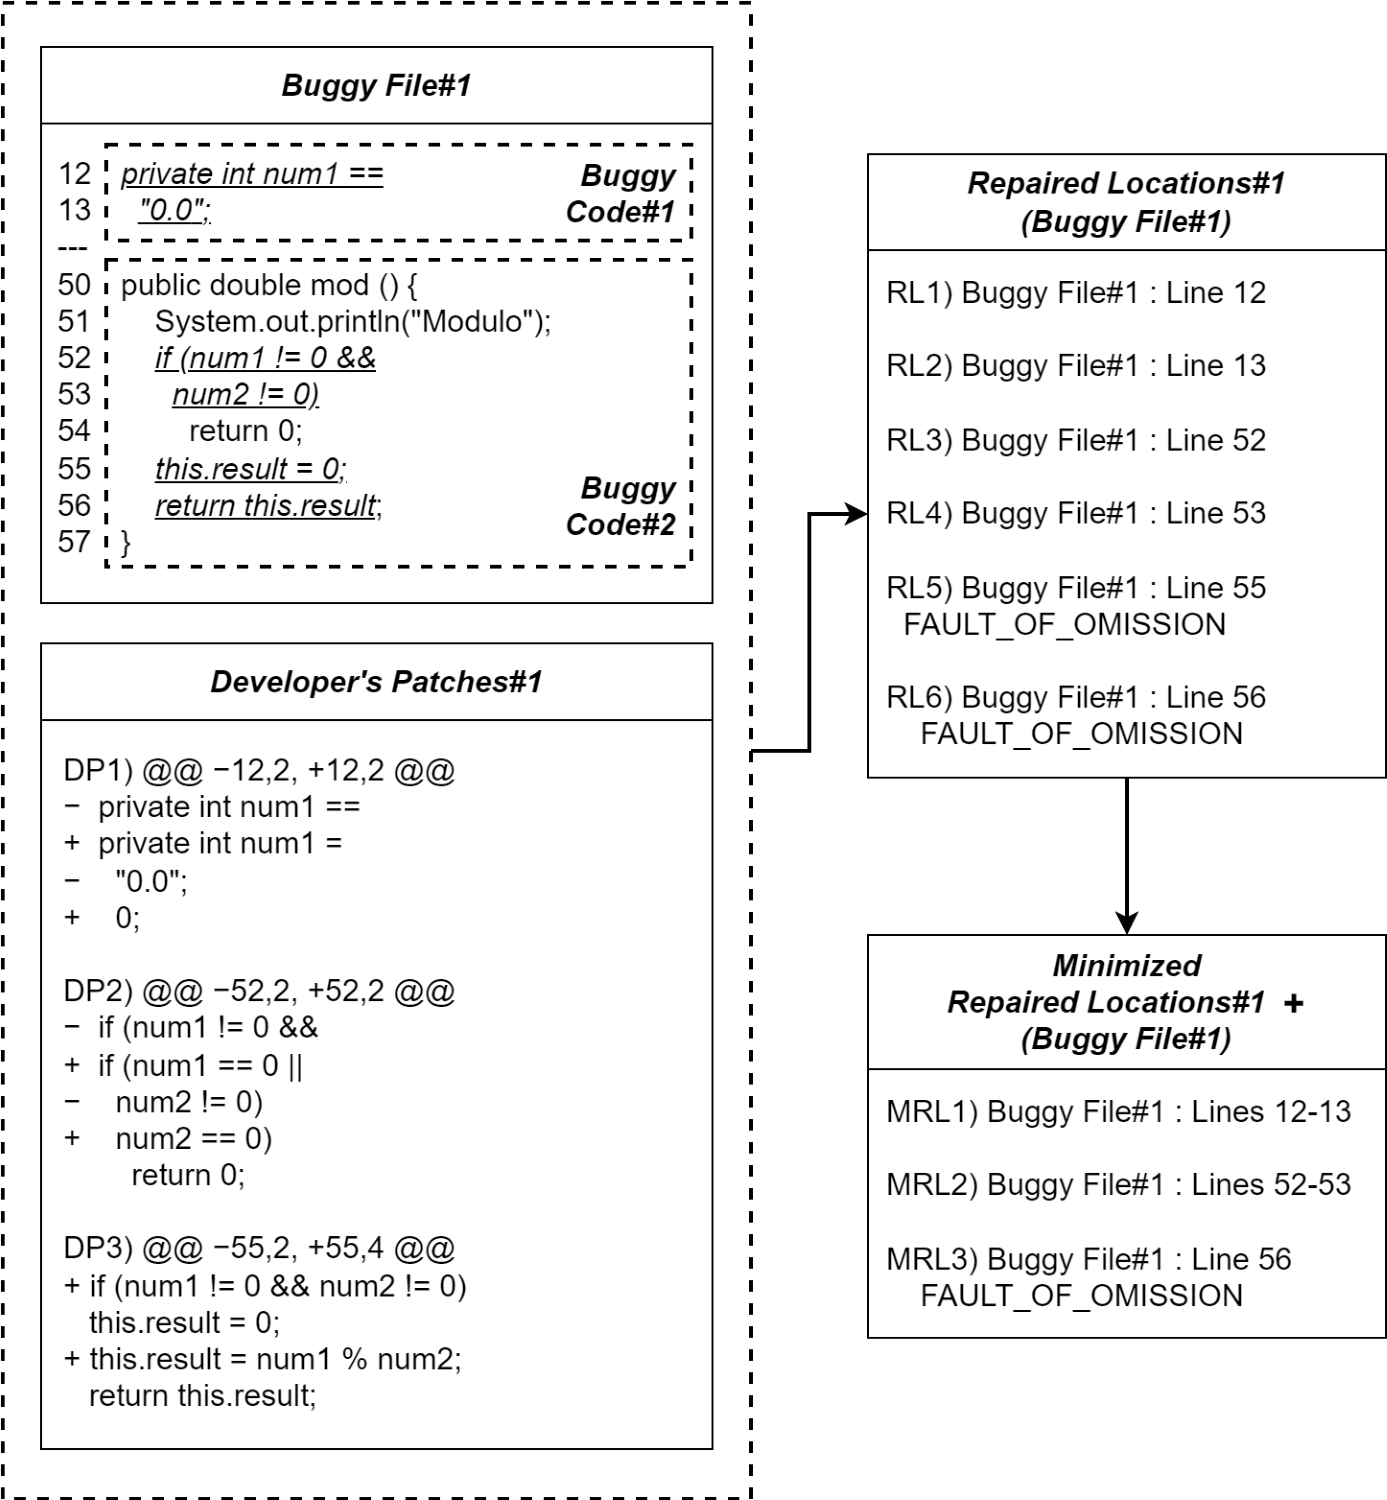 Buggy File#1
12 private int num1 ==
13 "0.0";
Buggy
Code#1
---
50 public double mod () {
51 System.out.println("Modulo");
52 if (num1 != 0 &&
53 num2 != 0)
54 return 0;
55 this.result = 0;
56 return this.result;
57 }
Buggy
Code#2
Developer's Patches#1
DP1) @@ −12,2, +12,2 @@
− private int num1 ==
+ private int num1 =
− "0.0";
+ 0;
DP2) @@ −52,2, +52,2 @@
− if (num1 != 0 &&
+ if (num1 == 0 ||
− num2 != 0)
+ num2 == 0)
return 0;
DP3) @@ −55,2, +55,4 @@
+ if (num1 != 0 && num2 != 0)
this.result = 0;
+ this.result = num1 % num2;
return this.result;
Repaired Locations#1
(Buggy File#1)
RL1) Buggy File#1 : Line 12
RL2) Buggy File#1 : Line 13
RL3) Buggy File#1 : Line 52
RL4) Buggy File#1 : Line 53
RL5) Buggy File#1 : Line 55
FAULT_OF_OMISSION
RL6) Buggy File#1 : Line 56
FAULT_OF_OMISSION
Minimized
Repaired Locations#1 +
(Buggy File#1)
MRL1) Buggy File#1 : Lines 12-13
MRL2) Buggy File#1 : Lines 52-53
MRL3) Buggy File#1 : Line 56
FAULT_OF_OMISSION